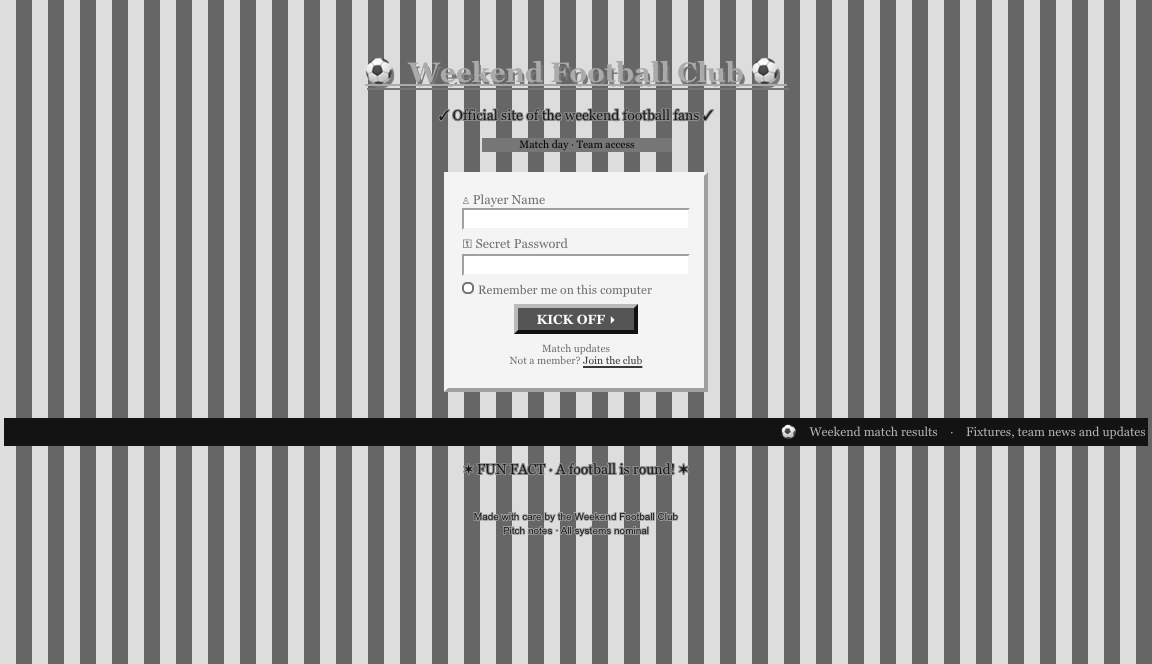 ⚽ Weekend Football Club ⚽
✓ Official site of the weekend football fans ✓
Match day · Team access
♙ Player Name
⚿ Secret Password
Remember me on this computer
KICK OFF ▸
Match updates
Not a member? Join the club
⚽ Weekend match results · Fixtures, team news and updates
✶ FUN FACT · A football is round! ✶
Made with care by the Weekend Football Club
Pitch notes · All systems nominal